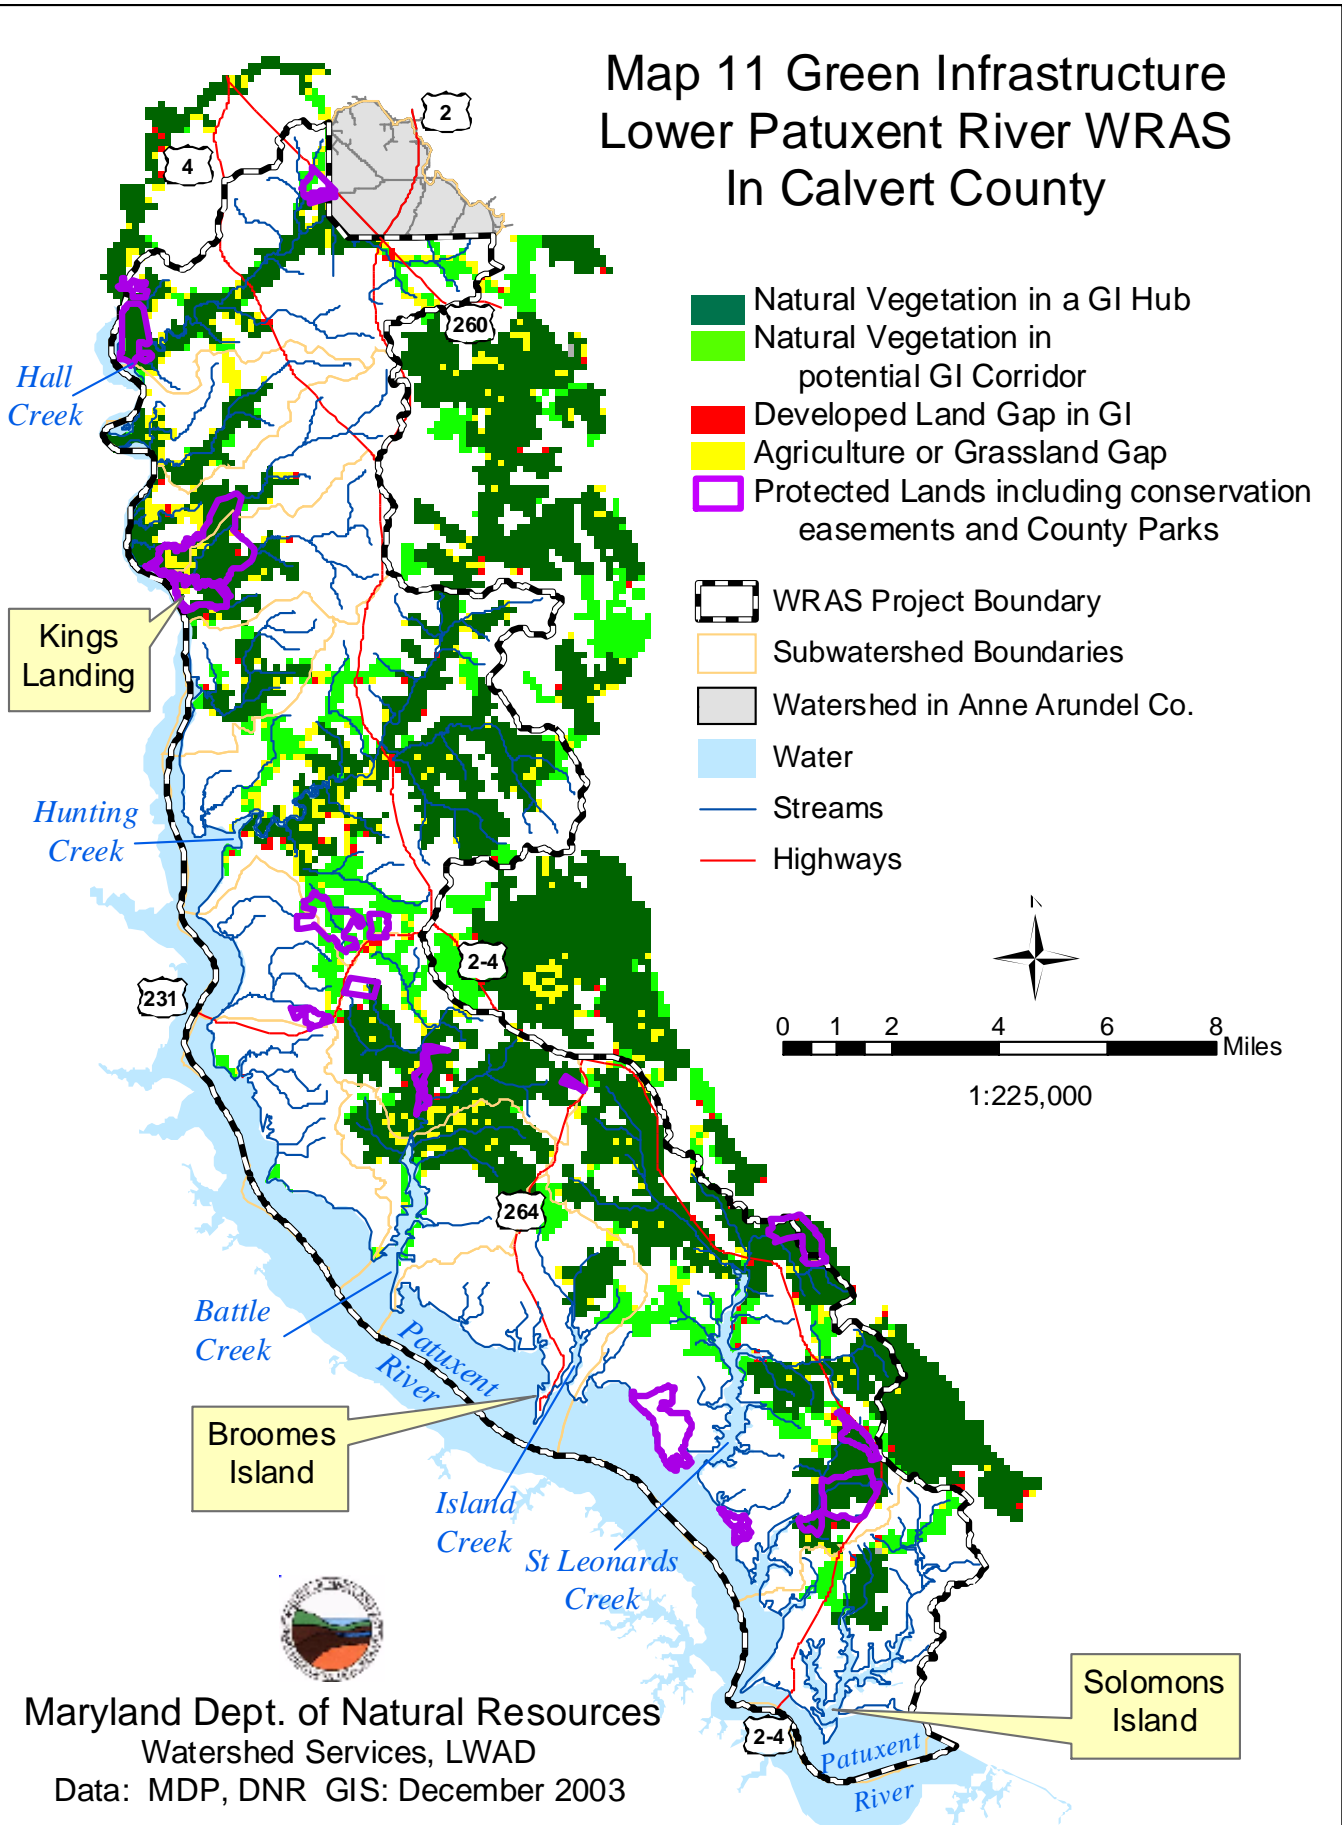 Map 11 Green Infrastructure
Lower Patuxent River WRAS
In Calvert County
2
4
260
Natural Vegetation in a GI Hub
Natural Vegetation in
potential GI Corridor
Developed Land Gap in GI
Agriculture or Grassland Gap
Protected Lands including conservation
easements and County Parks
WRAS Project Boundary
Subwatershed Boundaries
Watershed in Anne Arundel Co.
Water
Streams
Highways
Hall
Creek
Kings
Landing
Hunting
Creek
2-4
231
0 1 2 4 6 8 Miles
1:225,000
264
Battle
Creek
Patuxent
River
Broomes
Island
Island
Creek
St Leonards
Creek
Solomons
Island
2-4
Patuxent
River
Maryland Dept. of Natural Resources
Watershed Services, LWAD
Data: MDP, DNR GIS: December 2003